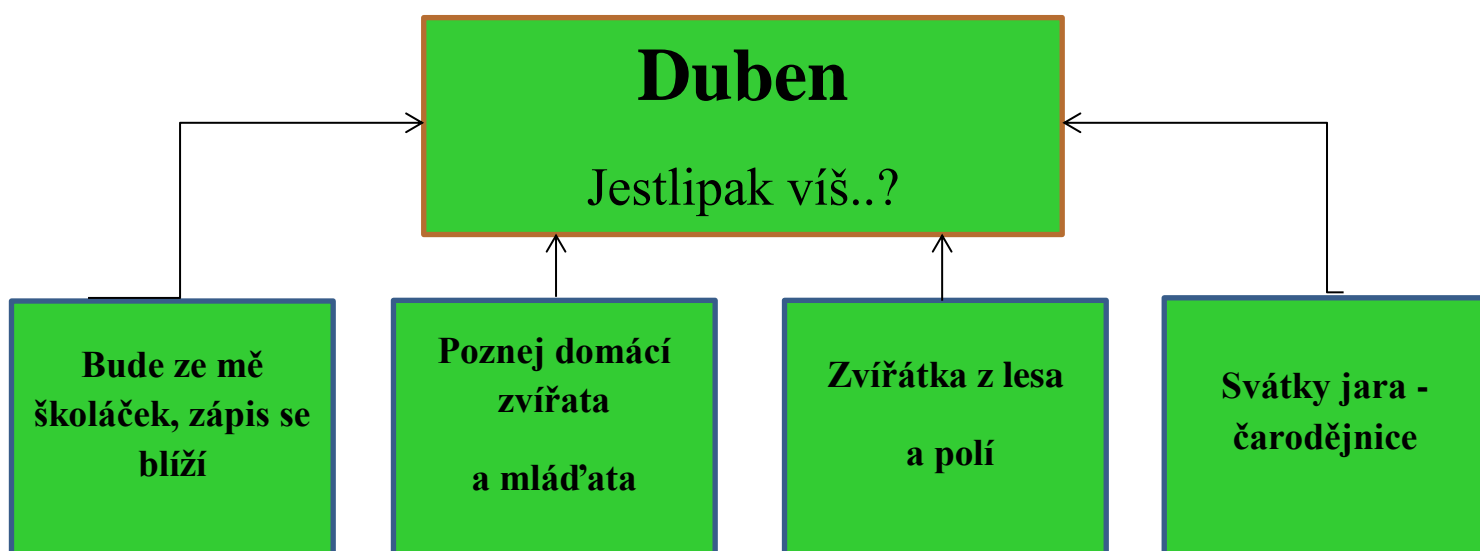 Duben
Jestlipak víš..?
Bude ze mě
školáček, zápis se
blíží
Poznej domácí
zvířata
a mláďata
Zvířátka z lesa
a polí
Svátky jara -
čarodějnice